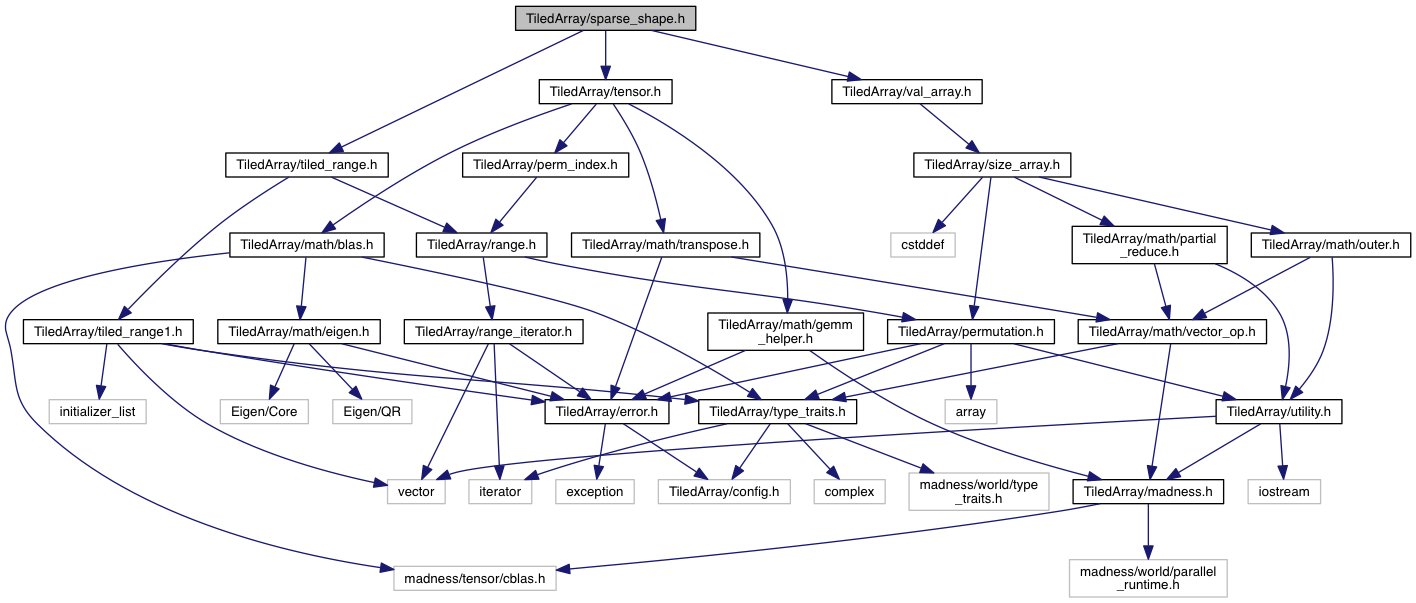 TiledArray/sparse_shape.h
TiledArray/tensor.h
TiledArray/val_array.h
TiledArray/tiled_range.h
TiledArray/perm_index.h
TiledArray/size_array.h
TiledArray/math/blas.h
TiledArray/range.h
TiledArray/math/transpose.h
cstddef
TiledArray/math/partial
_reduce.h
TiledArray/math/outer.h
TiledArray/tiled_range1.h
TiledArray/math/eigen.h
TiledArray/range_iterator.h
TiledArray/math/gemm
_helper.h
TiledArray/permutation.h
TiledArray/math/vector_op.h
initializer_list
Eigen/Core
Eigen/QR
TiledArray/error.h
TiledArray/type_traits.h
array
TiledArray/utility.h
vector
iterator
exception
TiledArray/config.h
complex
madness/world/type
_traits.h
TiledArray/madness.h
iostream
madness/tensor/cblas.h
madness/world/parallel
_runtime.h